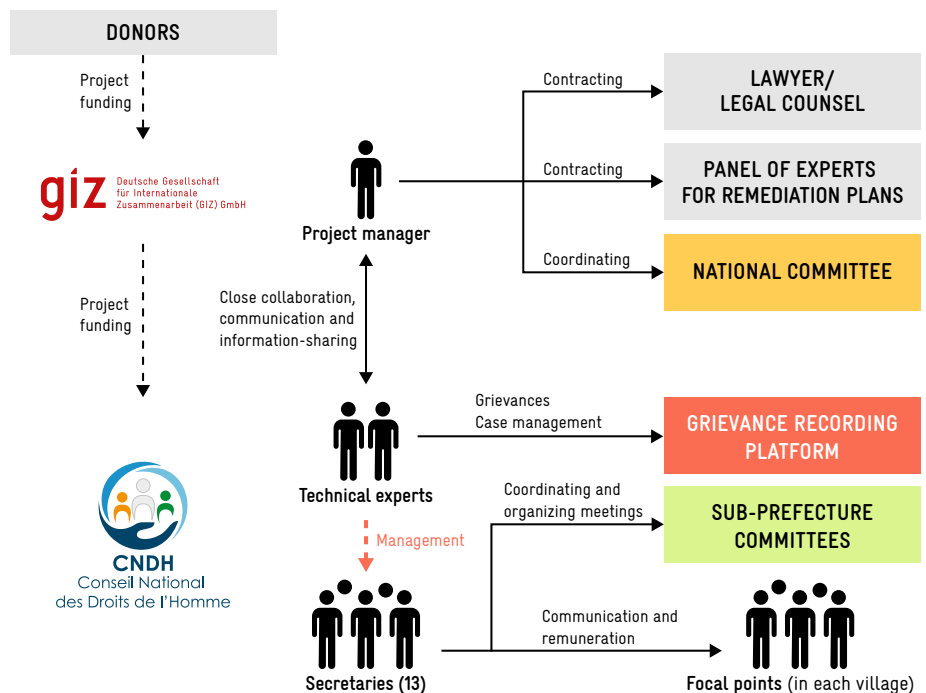 DONORS
Project
funding
giz
Deutsche Gesellschaft
für Internationale
Zusammenarbeit (GIZ) GmbH
Project
funding
CNDH
Conseil National
des Droits de l'Homme
Project manager
Contracting
LAWYER/
LEGAL COUNSEL
Contracting
PANEL OF EXPERTS
FOR REMEDIATION PLANS
Coordinating
NATIONAL COMMITTEE
Close collaboration,
communication and
information-sharing
Technical experts
Grievances
Case management
GRIEVANCE RECORDING
PLATFORM
Management
Coordinating and
organizing meetings
SUB-PREFECTURE
COMMITTEES
Secretaries (13)
Communication and
remuneration
Focal points (in each village)